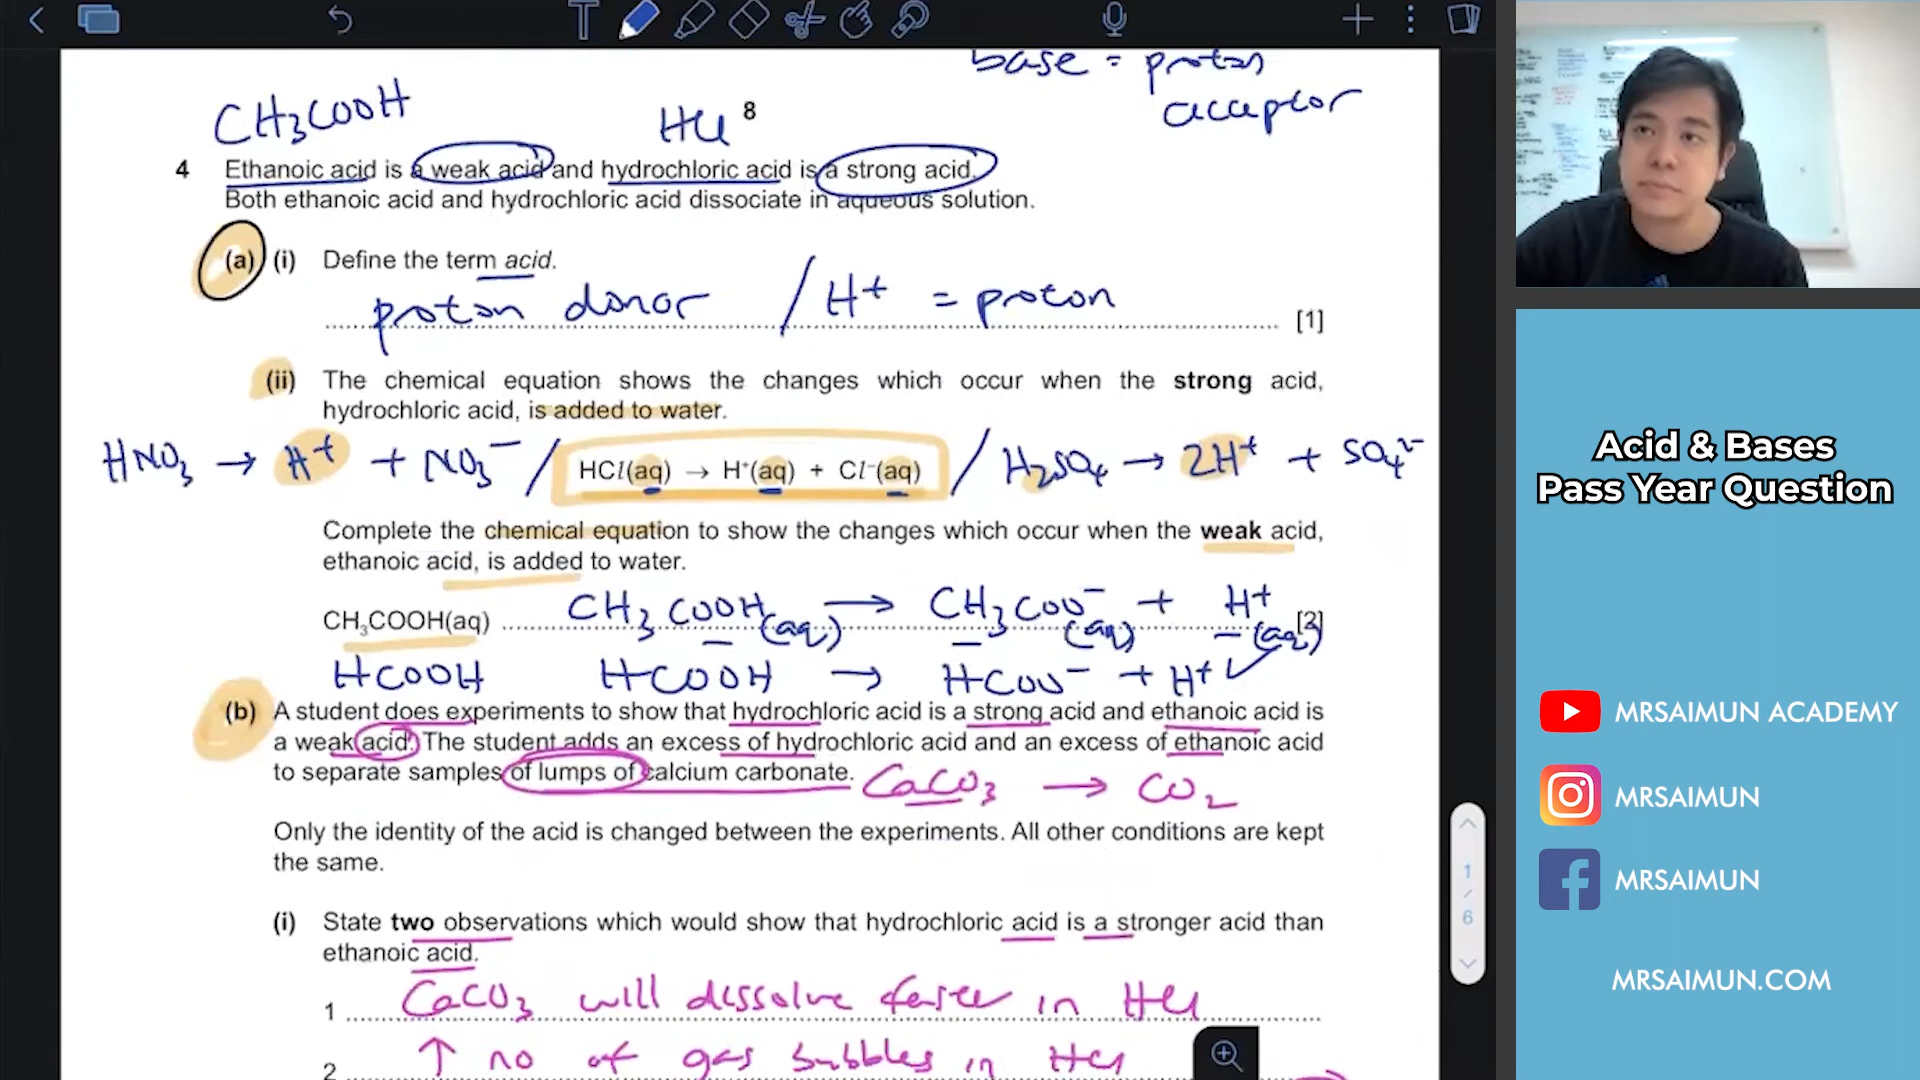 base = proton
acceptor
CH3COOH
HCl
8
4 Ethanoic acid is a weak acid and hydrochloric acid is a strong acid.
Both ethanoic acid and hydrochloric acid dissociate in aqueous solution.
(a) (i) Define the term acid.
proton donor / H+ = proton
[1]
(ii) The chemical equation shows the changes which occur when the strong acid,
hydrochloric acid, is added to water.
HNO3 → H+ + NO3- / HCl(aq) → H+(aq) + Cl-(aq) / H2SO4 → 2H+ + SO4 2-
Complete the chemical equation to show the changes which occur when the weak acid,
ethanoic acid, is added to water.
CH3COOH(aq) CH3COOH(aq) → CH3COO-(aq) + H+(aq) [2]
HCOOH HCOOH → HCOO- + H+
(b) A student does experiments to show that hydrochloric acid is a strong acid and ethanoic acid is
a weak acid. The student adds an excess of hydrochloric acid and an excess of ethanoic acid
to separate samples of lumps of calcium carbonate. CaCO3 → CO2
Only the identity of the acid is changed between the experiments. All other conditions are kept
the same.
(i) State two observations which would show that hydrochloric acid is a stronger acid than
ethanoic acid.
1 CaCO3 will dissolve faster in HCl
2 ↑ no of gas bubbles in HCl
1
/
6
Acid & Bases
Pass Year Question
MRSAIMUN ACADEMY
MRSAIMUN
MRSAIMUN
MRSAIMUN.COM